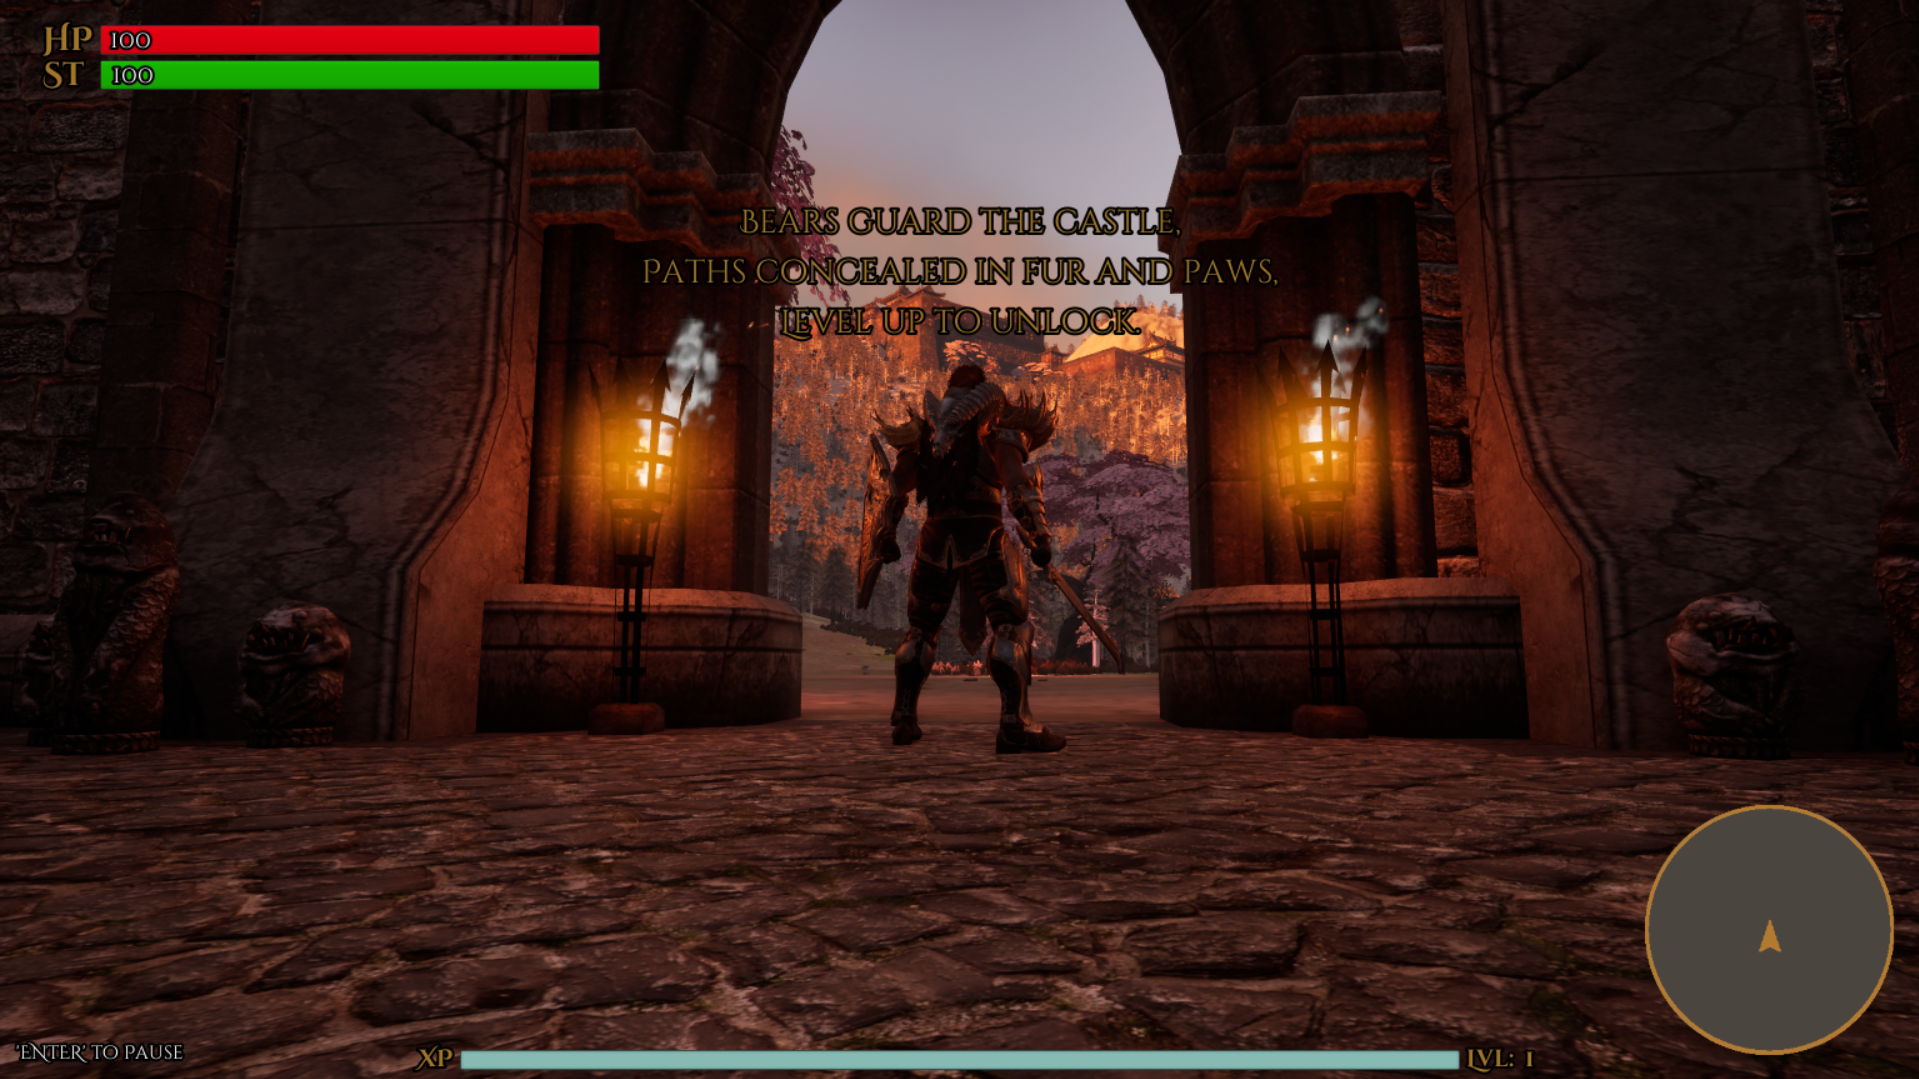 HP 100
ST 100
Bears guard the castle,
Paths concealed in fur and paws,
Level up to unlock.
'Enter' to pause
XP
LVL: 1